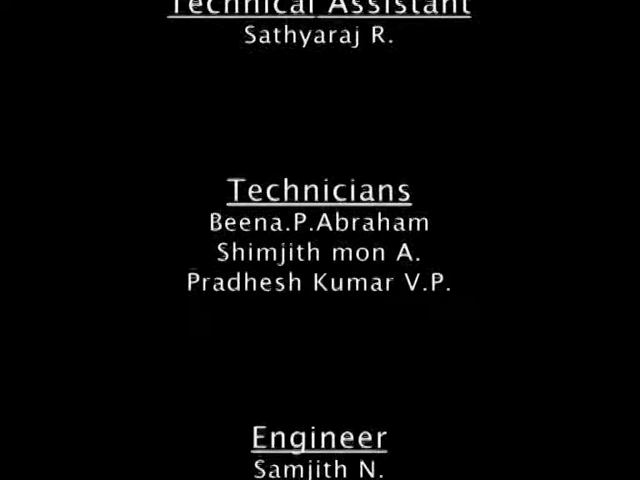 Technical Assistant
Sathyaraj R.
Technicians
Beena.P.Abraham
Shimjith mon A.
Pradhesh Kumar V.P.
Engineer
Samjith N.